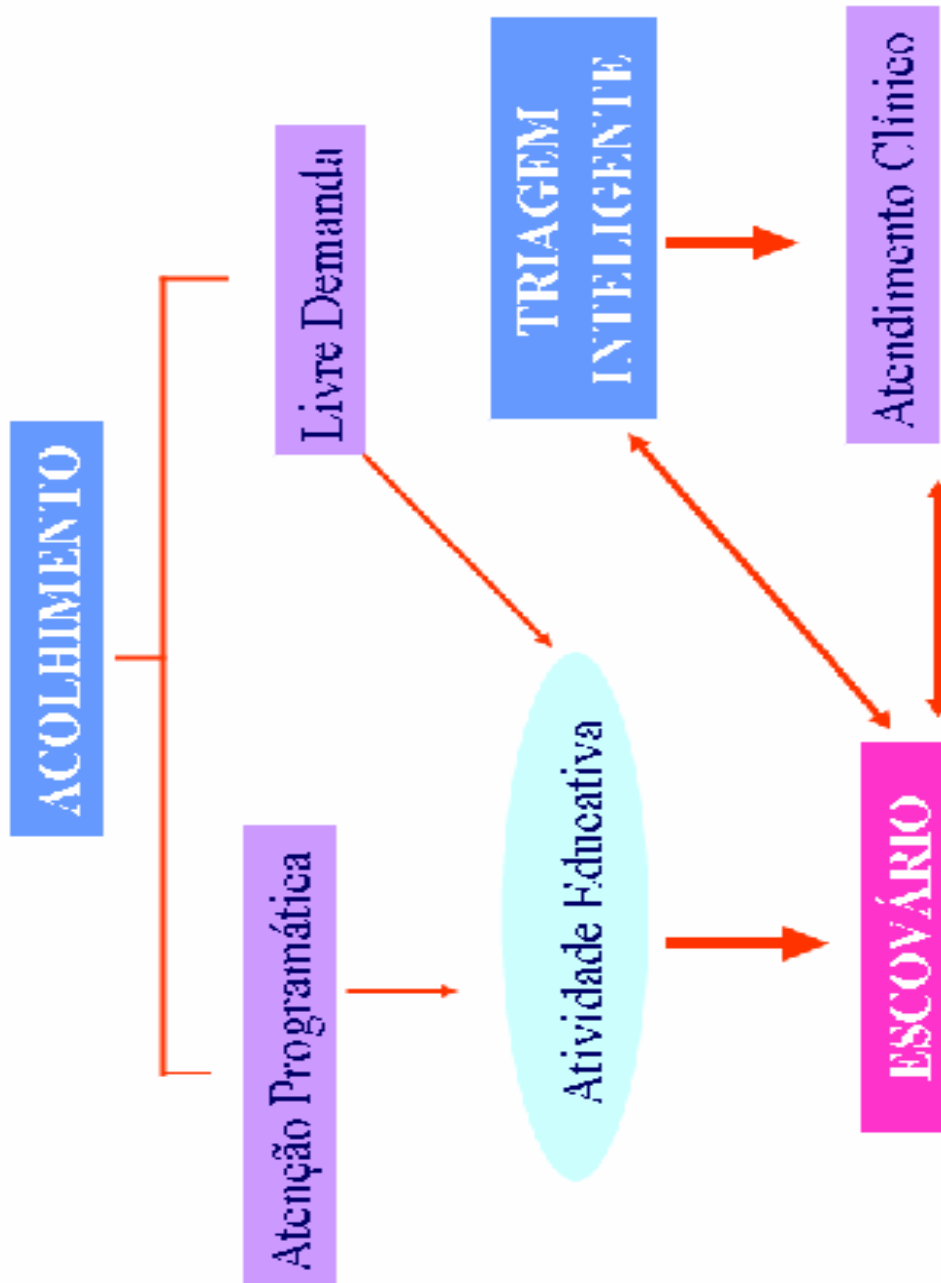 ACOLHIMENTO
Atenção Programática
Livre Demanda
Atividade Educativa
TRIAGEM
INTELIGENTE
ESCOVÁRIO
Atendimento Clínico